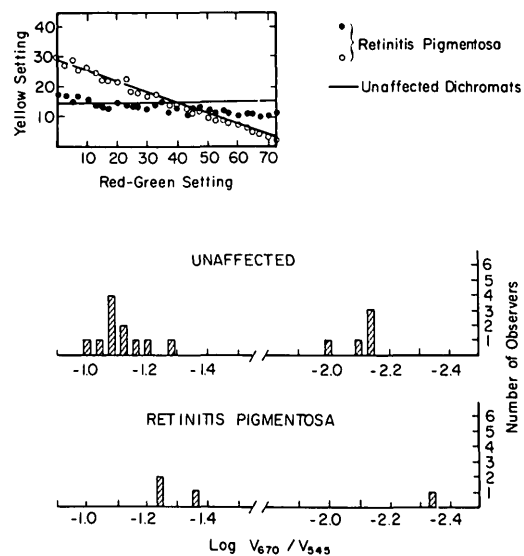 Yellow Setting
40
30
20
10
10 20 30 40 50 60 70
Red-Green Setting
Retinitis Pigmentosa
Unaffected Dichromats
UNAFFECTED
6
5
4
3
2
1
-1.0 -1.2 -1.4 -2.0 -2.2 -2.4
Number of Observers
RETINITIS PIGMENTOSA
6
5
4
3
2
1
-1.0 -1.2 -1.4 -2.0 -2.2 -2.4
Log V670 / V545